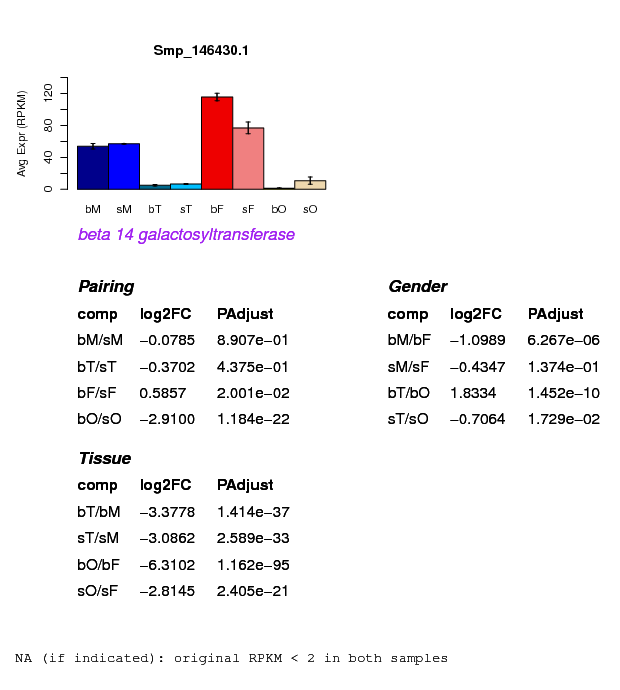 Smp_146430.1
Avg Expr (RPKM)
0 40 80 120
bM sM bT sT bF sF bO sO
beta 14 galactosyltransferase
Pairing
comp log2FC PAdjust
bM/sM −0.0785 8.907e−01
bT/sT −0.3702 4.375e−01
bF/sF 0.5857 2.001e−02
bO/sO −2.9100 1.184e−22
Gender
comp log2FC PAdjust
bM/bF −1.0989 6.267e−06
sM/sF −0.4347 1.374e−01
bT/bO 1.8334 1.452e−10
sT/sO −0.7064 1.729e−02
Tissue
comp log2FC PAdjust
bT/bM −3.3778 1.414e−37
sT/sM −3.0862 2.589e−33
bO/bF −6.3102 1.162e−95
sO/sF −2.8145 2.405e−21
NA (if indicated): original RPKM < 2 in both samples